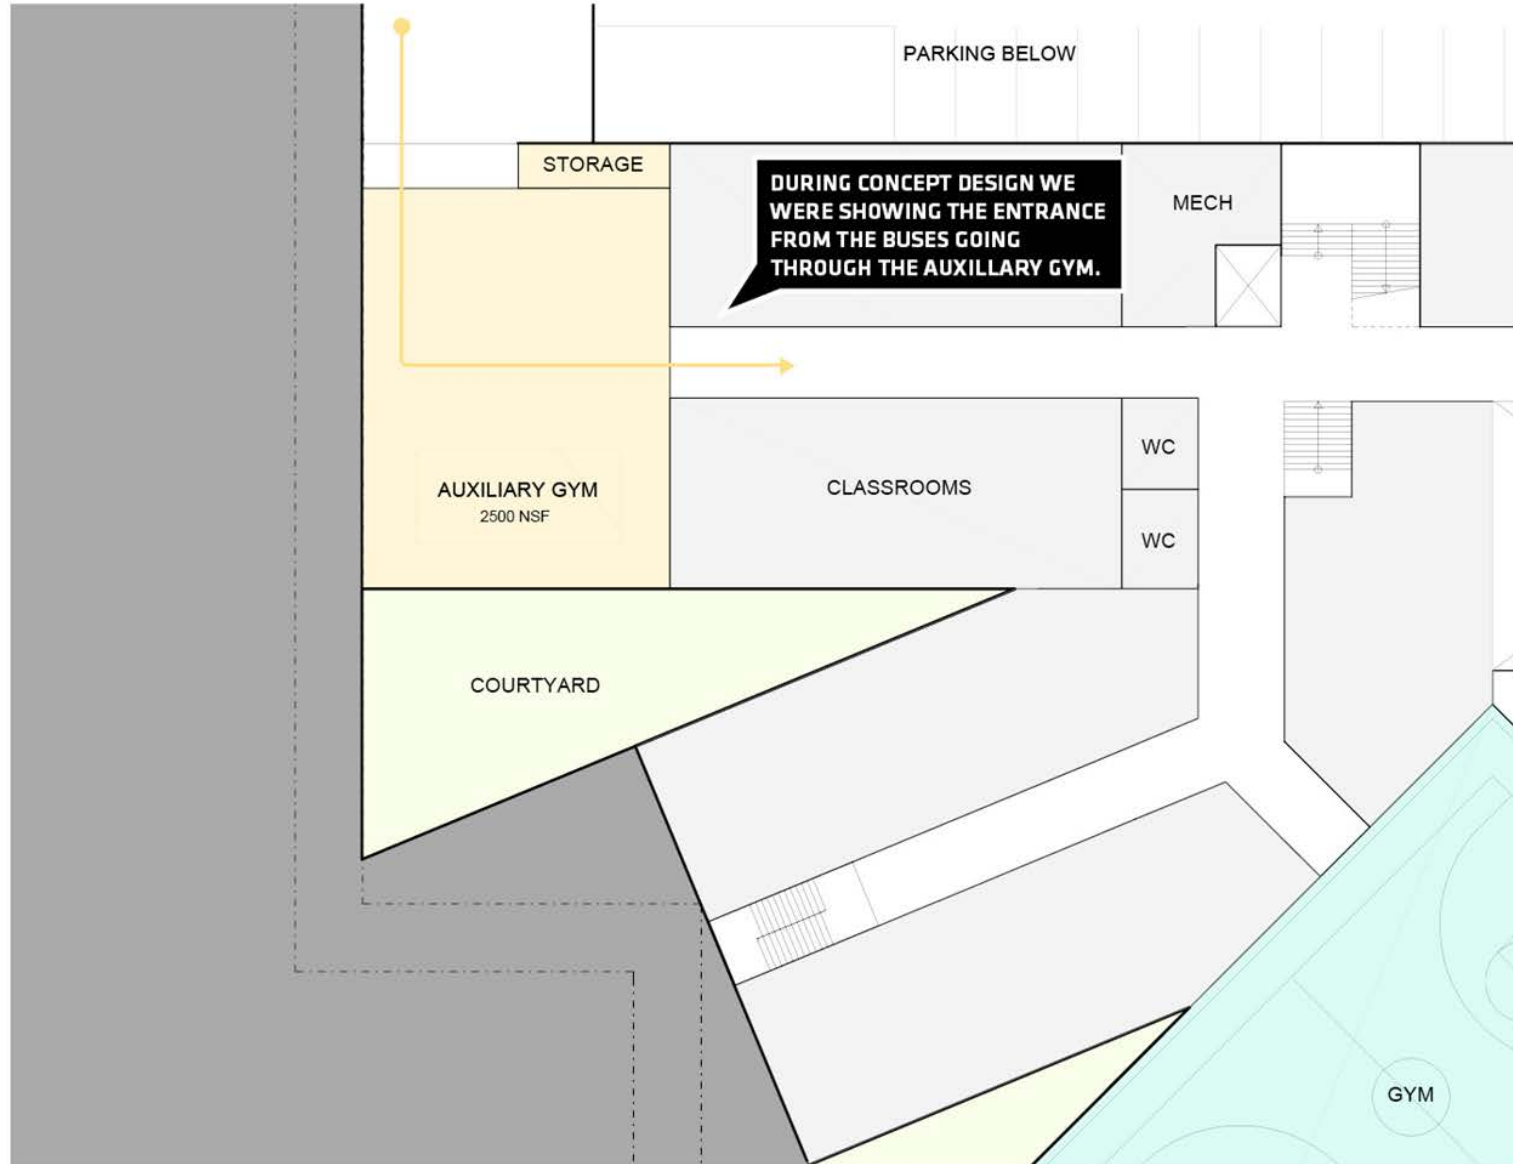 PARKING BELOW
STORAGE
DURING CONCEPT DESIGN WE
WERE SHOWING THE ENTRANCE
FROM THE BUSES GOING
THROUGH THE AUXILLARY GYM.
MECH
WC
CLASSROOMS
AUXILIARY GYM
2500 NSF
WC
COURTYARD
GYM